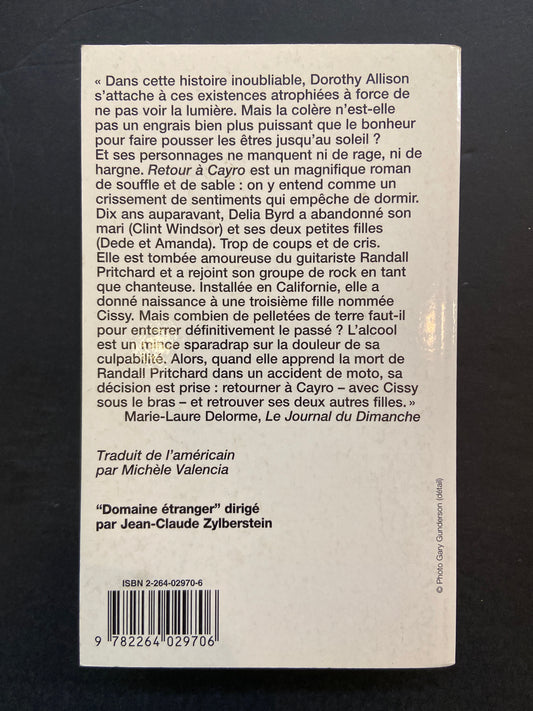 « Dans cette histoire inoubliable, Dorothy Allison
s'attache à ces existences atrophiées à force de
ne pas voir la lumière. Mais la colère n'est-elle
pas un engrais bien plus puissant que le bonheur
pour faire pousser les êtres jusqu'au soleil ?
Et ses personnages ne manquent ni de rage, ni de
hargne. Retour à Cayro est un magnifique roman
de souffle et de sable : on y entend comme un
crissement de sentiments qui empêche de dormir.
Dix ans auparavant, Delia Byrd a abandonné son
mari (Clint Windsor) et ses deux petites filles
(Dede et Amanda). Trop de coups et de cris.
Elle est tombée amoureuse du guitariste Randall
Pritchard et a rejoint son groupe de rock en tant
que chanteuse. Installée en Californie, elle a
donné naissance à une troisième fille nommée
Cissy. Mais combien de pelletées de terre faut-il
pour enterrer définitivement le passé ? L'alcool
est un mince sparadrap sur la douleur de sa
culpabilité. Alors, quand elle apprend la mort de
Randall Pritchard dans un accident de moto, sa
décision est prise : retourner à Cayro – avec Cissy
sous le bras – et retrouver ses deux autres filles. »
Marie-Laure Delorme, Le Journal du Dimanche
Traduit de l'américain
par Michèle Valencia
"Domaine étranger" dirigé
par Jean-Claude Zylberstein
© Photo Gary Gunderson (détail)
ISBN 2-264-02970-6
9 782264 029706